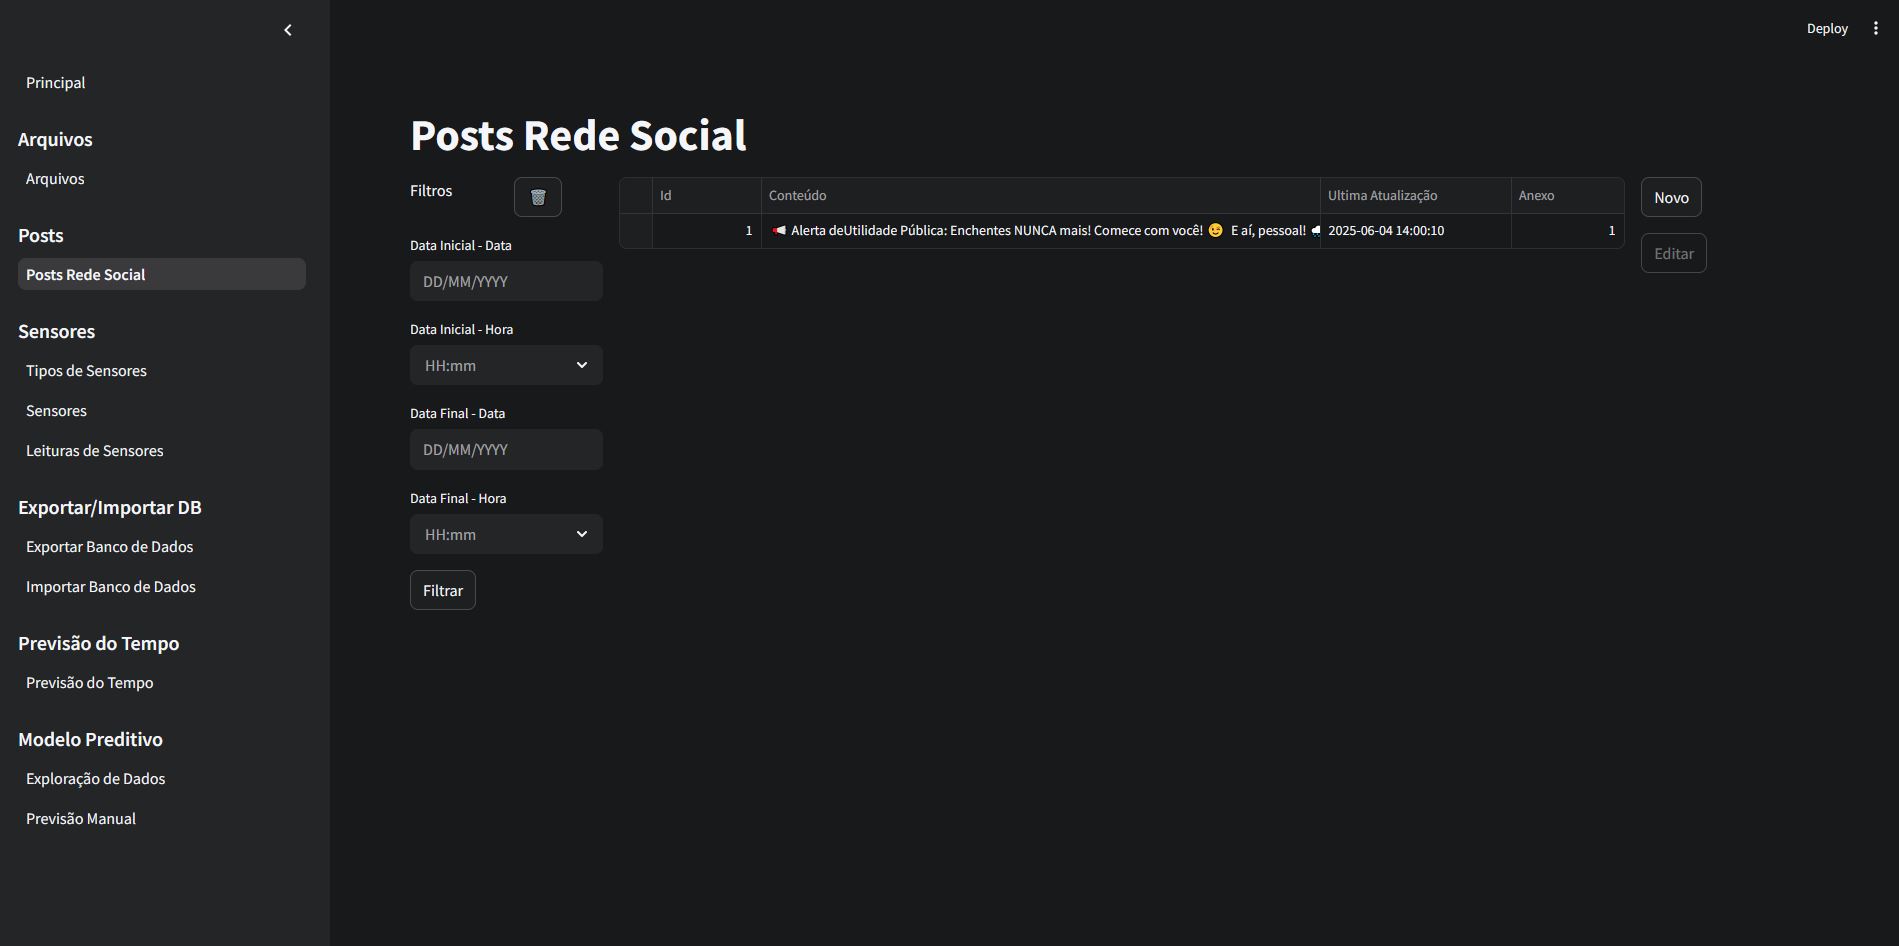 Deploy
Principal
Arquivos
Arquivos
Posts
Posts Rede Social
Sensores
Tipos de Sensores
Sensores
Leituras de Sensores
Exportar/Importar DB
Exportar Banco de Dados
Importar Banco de Dados
Previsão do Tempo
Previsão do Tempo
Modelo Preditivo
Exploração de Dados
Previsão Manual
Posts Rede Social
Filtros
Data Inicial - Data
DD/MM/YYYY
Data Inicial - Hora
HH:mm
Data Final - Data
DD/MM/YYYY
Data Final - Hora
HH:mm
Filtrar
Id Conteúdo Ultima Atualização Anexo
1 📢 Alerta deUtilidade Pública: Enchentes NUNCA mais! Comece com você! 😉 E aí, pessoal! 🌧 2025-06-04 14:00:10 1
Novo
Editar